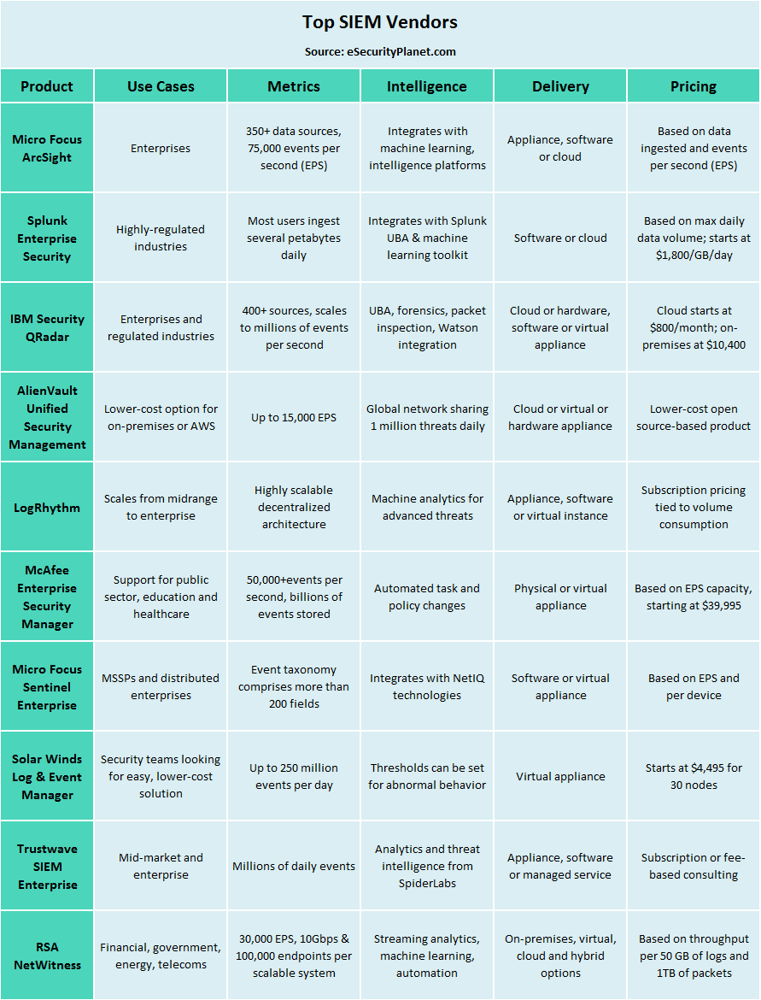 Top SIEM Vendors
Source: eSecurityPlanet.com
Product
Use Cases
Metrics
Intelligence
Delivery
Pricing
Micro Focus
ArcSight
Enterprises
350+ data sources,
75,000 events per
second (EPS)
Integrates with
machine learning,
intelligence platforms
Appliance, software
or cloud
Based on data
ingested and events
per second (EPS)
Splunk
Enterprise
Security
Highly-regulated
industries
Most users ingest
several petabytes
daily
Integrates with Splunk
UBA & machine
learning toolkit
Software or cloud
Based on max daily
data volume; starts at
$1,800/GB/day
IBM Security
QRadar
Enterprises and
regulated industries
400+ sources, scales
to millions of events
per second
UBA, forensics, packet
inspection, Watson
integration
Cloud or hardware,
software or virtual
appliance
Cloud starts at
$800/month; on-
premises at $10,400
AlienVault
Unified
Security
Management
Lower-cost option for
on-premises or AWS
Up to 15,000 EPS
Global network sharing
1 million threats daily
Cloud or virtual or
hardware appliance
Lower-cost open
source-based product
LogRhythm
Scales from midrange
to enterprise
Highly scalable
decentralized
architecture
Machine analytics for
advanced threats
Appliance, software
or virtual instance
Subscription pricing
tied to volume
consumption
McAfee
Enterprise
Security
Manager
Support for public
sector, education and
healthcare
50,000+events per
second, billions of
events stored
Automated task and
policy changes
Physical or virtual
appliance
Based on EPS capacity,
starting at $39,995
Micro Focus
Sentinel
Enterprise
MSSPs and distributed
enterprises
Event taxonomy
comprises more than
200 fields
Integrates with NetIQ
technologies
Software or virtual
appliance
Based on EPS and
per device
Solar Winds
Log & Event
Manager
Security teams looking
for easy, lower-cost
solution
Up to 250 million
events per day
Thresholds can be set
for abnormal behavior
Virtual appliance
Starts at $4,495 for
30 nodes
Trustwave
SIEM
Enterprise
Mid-market and
enterprise
Millions of daily events
Analytics and threat
intelligence from
SpiderLabs
Appliance, software
or managed service
Subscription or fee-
based consulting
RSA
NetWitness
Financial, government,
energy, telecoms
30,000 EPS, 10Gbps &
100,000 endpoints per
scalable system
Streaming analytics,
machine learning,
automation
On-premises, virtual,
cloud and hybrid
options
Based on throughput
per 50 GB of logs and
1TB of packets